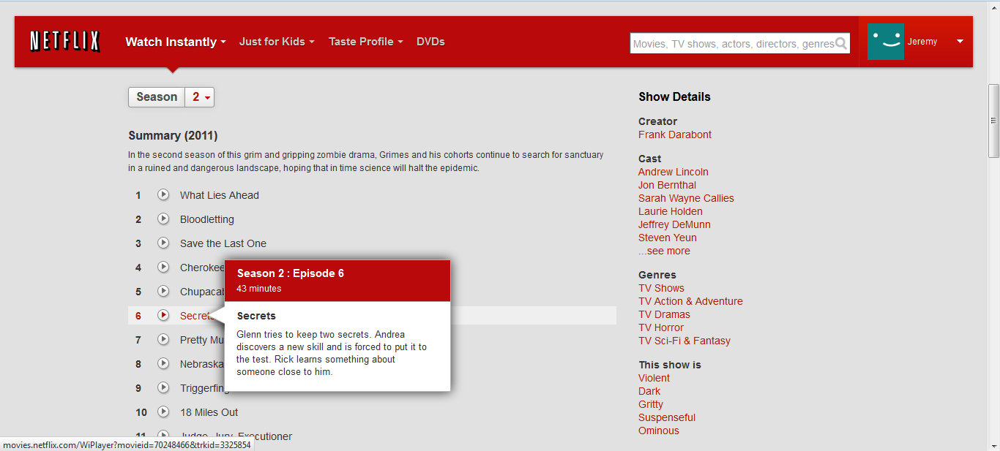 NETFLIX
Watch Instantly
Just for Kids
Taste Profile
DVDs
Movies, TV shows, actors, directors, genres
Jeremy
Season 2
Summary (2011)
In the second season of this grim and gripping zombie drama, Grimes and his cohorts continue to search for sanctuary
in a ruined and dangerous landscape, hoping that in time science will halt the epidemic.
1 What Lies Ahead
2 Bloodletting
3 Save the Last One
4 Cherokee
5 Chupacab
6 Secrets
7 Pretty Mu
8 Nebraska
9 Triggerfing
10 18 Miles Out
11 Judge, Jury, Executioner
Season 2 : Episode 6
43 minutes
Secrets
Glenn tries to keep two secrets. Andrea
discovers a new skill and is forced to put it to
the test. Rick learns something about
someone close to him.
Show Details
Creator
Frank Darabont
Cast
Andrew Lincoln
Jon Bernthal
Sarah Wayne Callies
Laurie Holden
Jeffrey DeMunn
Steven Yeun
...see more
Genres
TV Shows
TV Action & Adventure
TV Dramas
TV Horror
TV Sci-Fi & Fantasy
This show is
Violent
Dark
Gritty
Suspenseful
Ominous
movies.netflix.com/WiPlayer?movieid=70248466&trkid=3325854